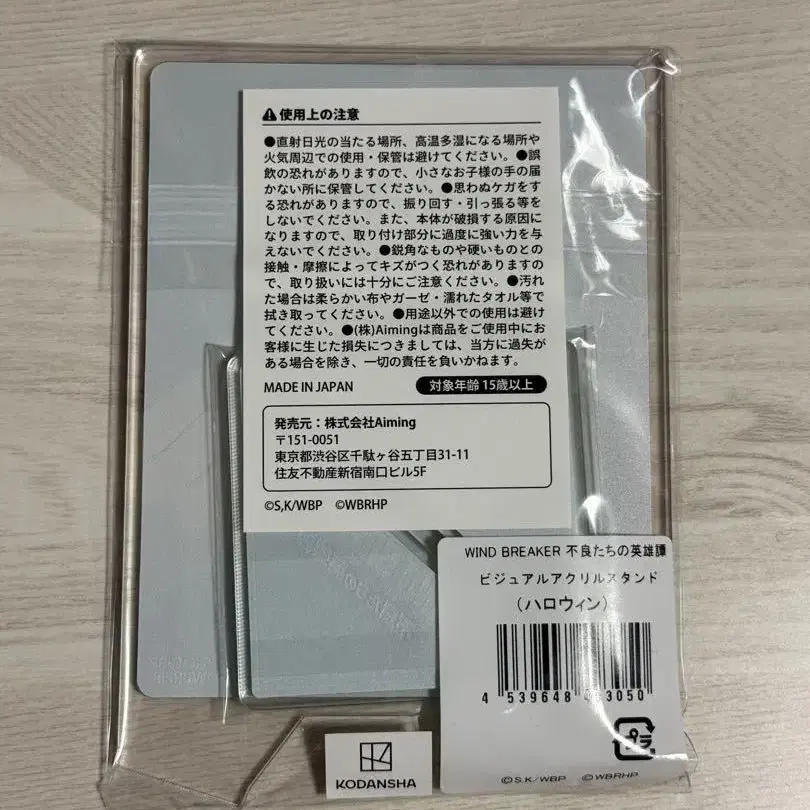 ⚠使用上の注意
●直射日光の当たる場所、高温多湿になる場所や
火気周辺での使用・保管は避けてください。●誤
飲の恐れがありますので、小さなお子様の手の届
かない所に保管してください。●思わぬケガをす
る恐れがありますので、振り回す・引っ張る等を
しないでください。また、本体が破損する原因に
なりますので、取り付け部分に過度に強い力を与
えないでください。●鋭角なものや硬いものとの
接触・摩擦によってキズがつく恐れがありますの
で、取り扱いには十分にご注意ください。●汚れ
た場合は柔らかい布やガーゼ・濡れたタオル等で
拭き取ってください。●用途以外での使用は避け
てください。●(株)Aimingは商品をご使用中にお
客様に生じた損失につきましては、当方に過失が
ある場合を除き、一切の責任を負いかねます。
MADE IN JAPAN
対象年齢 15歳以上
発売元：株式会社Aiming
〒151-0051
東京都渋谷区千駄ヶ谷五丁目31-11
住友不動産新宿南口ビル5F
©S,K/WBP ©WBRHP
WIND BREAKER 不良たちの英雄譚
ビジュアルアクリルスタンド
（ハロウィン）
プラ
©S.K/WBP ©WBRHP
KODANSHA